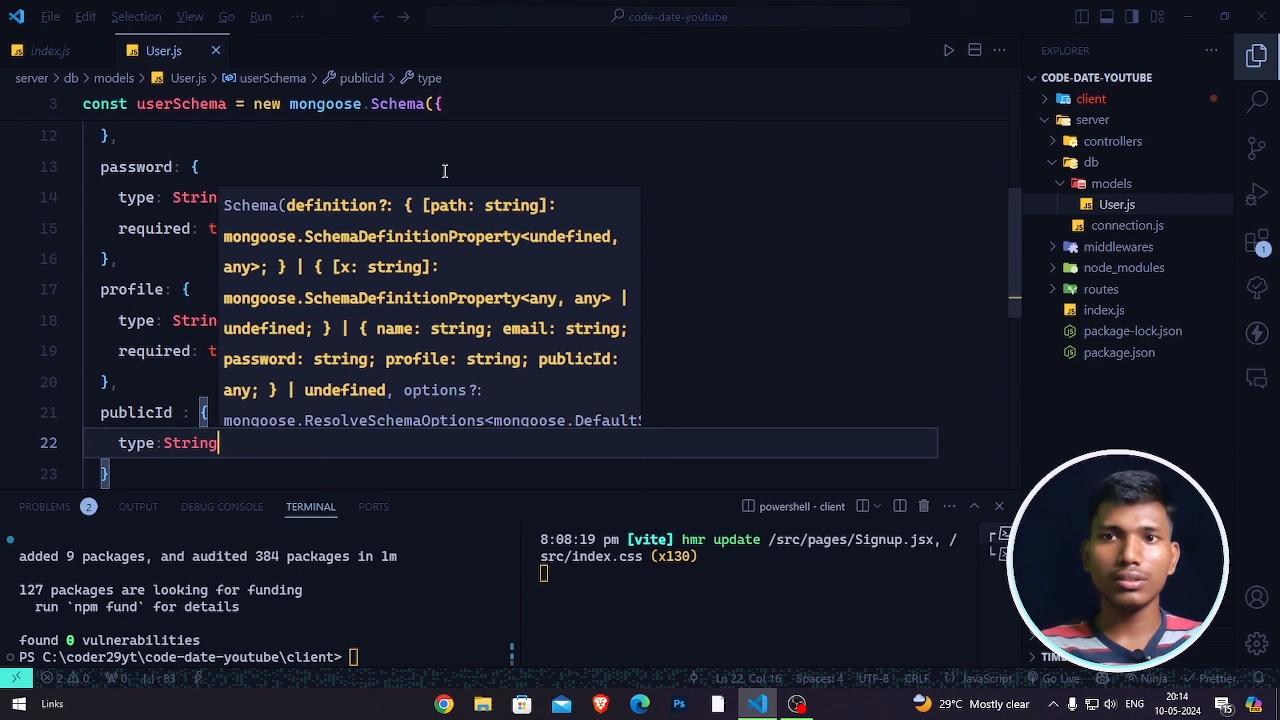 File Edit Selection View Go Run ··· code-date-youtube
index.js User.js EXPLORER
server > db > models > User.js > userSchema > publicId > type
CODE-DATE-YOUTUBE
3 const userSchema = new mongoose.Schema({
client
12 },
server
13 password: {
controllers
14 type: Strin
db
15 required: t
models
16 },
User.js
17 profile: {
connection.js
18 type: Strin
middlewares
19 required: t
node_modules
20 },
routes
21 publicId : {
index.js
22 type:String
package-lock.json
23 }
package.json
Schema(definition?: { [path: string]:
mongoose.SchemaDefinitionProperty<undefined,
any>; } | { [x: string]:
mongoose.SchemaDefinitionProperty<any, any> |
undefined; } | { name: string; email: string;
password: string; profile: string; publicId:
any; } | undefined, options?:
mongoose.ResolveSchemaOptions<mongoose.Default
1
PROBLEMS 2 OUTPUT DEBUG CONSOLE TERMINAL PORTS powershell - client
added 9 packages, and audited 384 packages in 1m
127 packages are looking for funding
run `npm fund` for details
found 0 vulnerabilities
PS C:\coder29yt\code-date-youtube\client>
8:08:19 pm [vite] hmr update /src/pages/Signup.jsx, /
src/index.css (x130)
Ln 22, Col 16 Spaces: 4 UTF-8 CRLF JavaScript Go Live Ninja Prettier
Links 29°C Mostly clear 20:14
10-05-2024